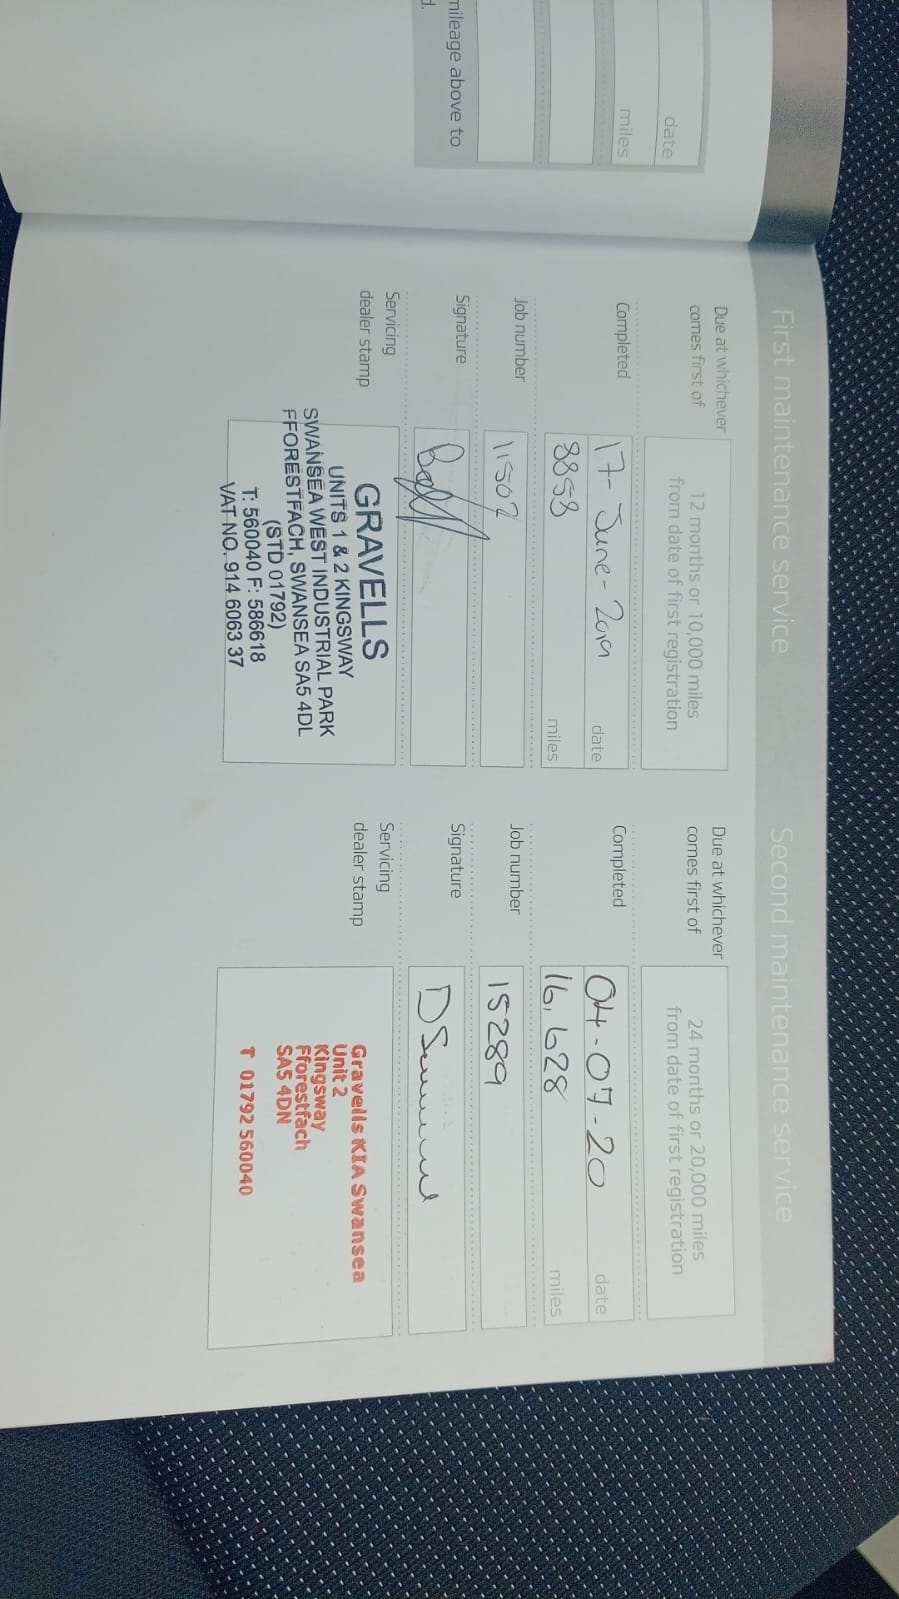 date
miles
mileage above to
d.
First maintenance service
Due at whichever
comes first of
12 months or 10,000 miles
from date of first registration
Completed
17-June-2019 date
8858 miles
Job number
11502
Signature
Servicing
dealer stamp
GRAVELLS
UNITS 1 & 2 KINGSWAY
SWANSEA WEST INDUSTRIAL PARK
FFORESTFACH, SWANSEA SA5 4DL
(STD 01792)
T: 560040 F: 586618
VAT NO. 914 6063 37
Second maintenance service
Due at whichever
comes first of
24 months or 20,000 miles
from date of first registration
Completed
04-07-20 date
16,628 miles
Job number
15289
Signature
D
Servicing
dealer stamp
Gravells KIA Swansea
Unit 2
Kingsway
Fforestfach
SA5 4DN
T 01792 560040